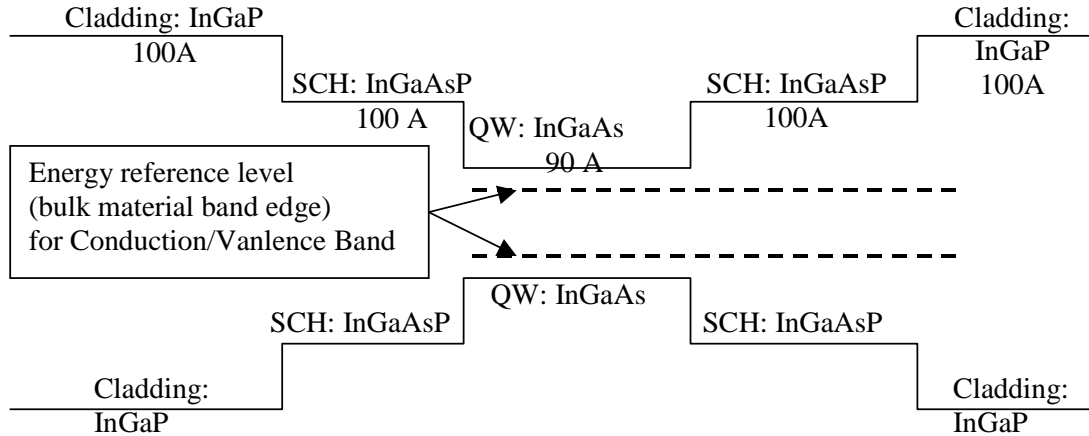 Cladding: InGaP
100A
Cladding:
InGaP
100A
SCH: InGaAsP
100 A
SCH: InGaAsP
100A
QW: InGaAs
90 A
Energy reference level
(bulk material band edge)
for Conduction/Vanlence Band
QW: InGaAs
SCH: InGaAsP
SCH: InGaAsP
Cladding:
InGaP
Cladding:
InGaP